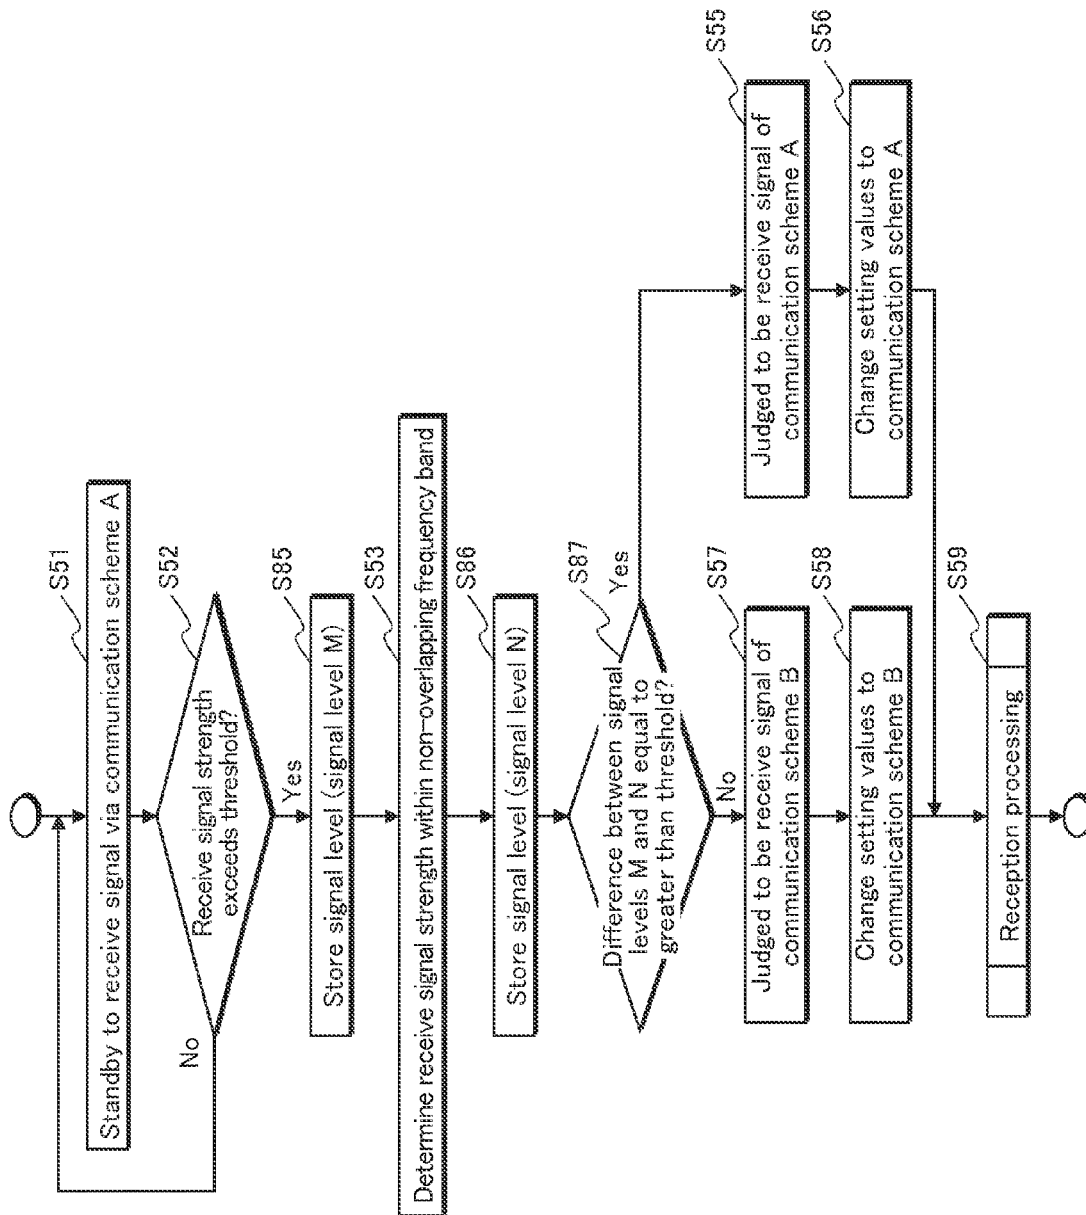 S51
Standby to receive signal via communication scheme A
S52
Receive signal strength
exceeds threshold?
No
Yes
S85
Store signal level (signal level M)
S53
Determine receive signal strength within non-overlapping frequency band
S86
Store signal level (signal level N)
S87
Difference between signal
levels M and N equal to
greater than threshold?
Yes
No
S57
Judged to be receive signal of
communication scheme B
S55
Judged to be receive signal of
communication scheme A
S58
Change setting values to
communication scheme B
S56
Change setting values to
communication scheme A
S59
Reception processing